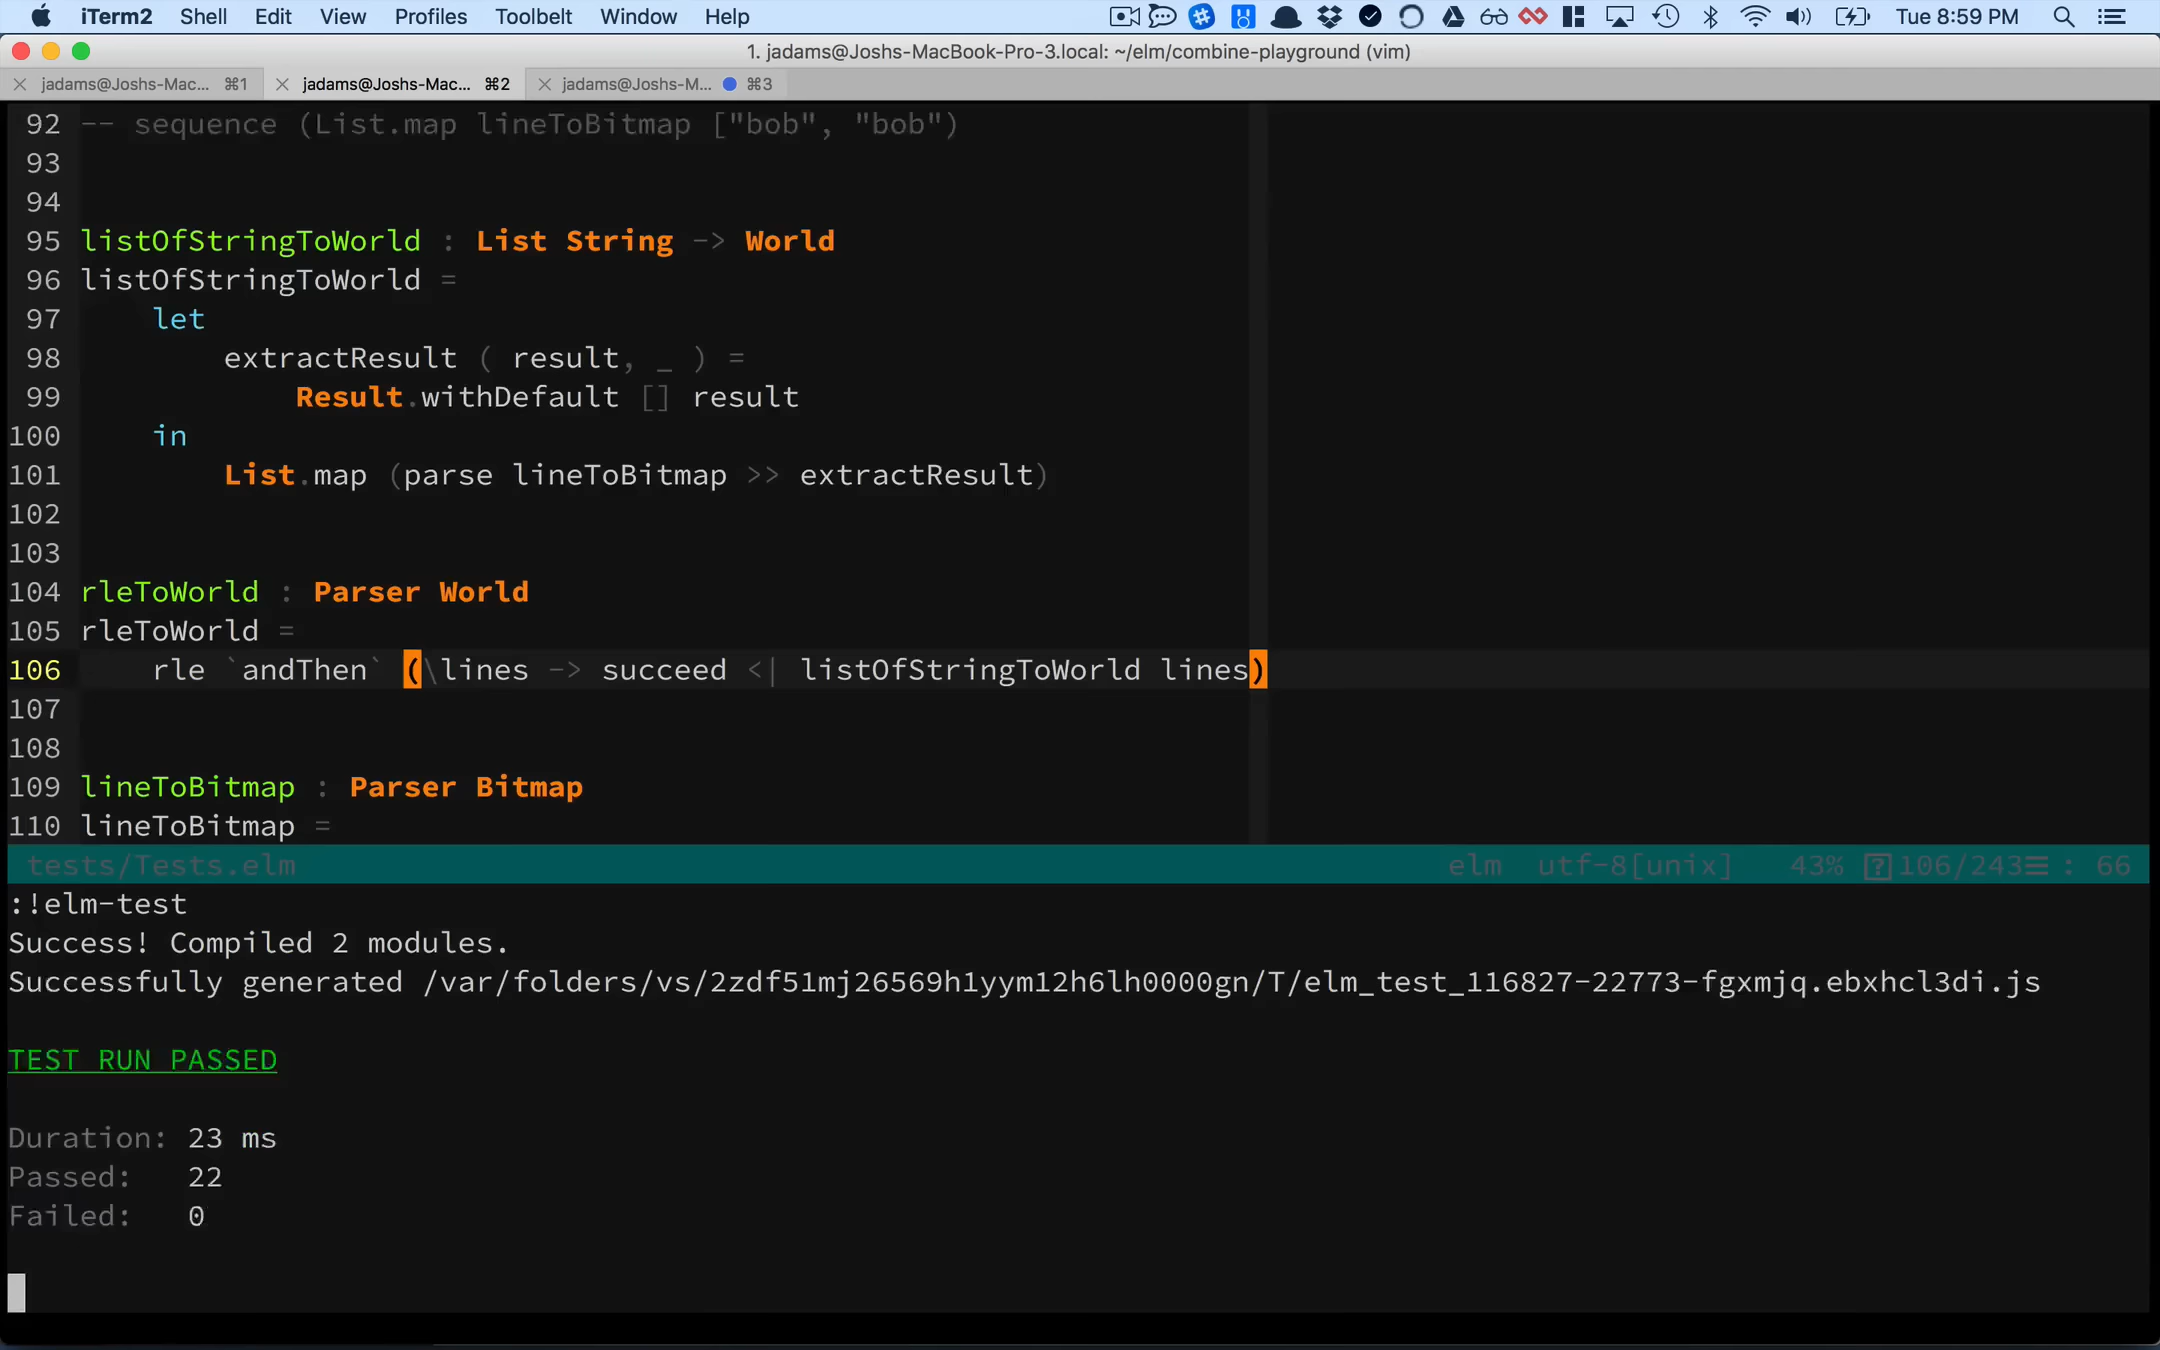 iTerm2 Shell Edit View Profiles Toolbelt Window Help Tue 8:59 PM
1. jadams@Joshs-MacBook-Pro-3.local: ~/elm/combine-playground (vim)
jadams@Joshs-Mac... ⌘1 jadams@Joshs-Mac... ⌘2 jadams@Joshs-M... ⌘3
92 -- sequence (List.map lineToBitmap ["bob", "bob")
93
94
95 listOfStringToWorld : List String -> World
96 listOfStringToWorld =
97 let
98 extractResult ( result, _ ) =
99 Result.withDefault [] result
100 in
101 List.map (parse lineToBitmap >> extractResult)
102
103
104 rleToWorld : Parser World
105 rleToWorld =
106 rle `andThen` (\lines -> succeed <| listOfStringToWorld lines)
107
108
109 lineToBitmap : Parser Bitmap
110 lineToBitmap =
tests/Tests.elm elm utf-8[unix] 43% 106/243 : 66
:!elm-test
Success! Compiled 2 modules.
Successfully generated /var/folders/vs/2zdf51mj26569h1yym12h6lh0000gn/T/elm_test_116827-22773-fgxmjq.ebxhcl3di.js
TEST RUN PASSED
Duration: 23 ms
Passed: 22
Failed: 0